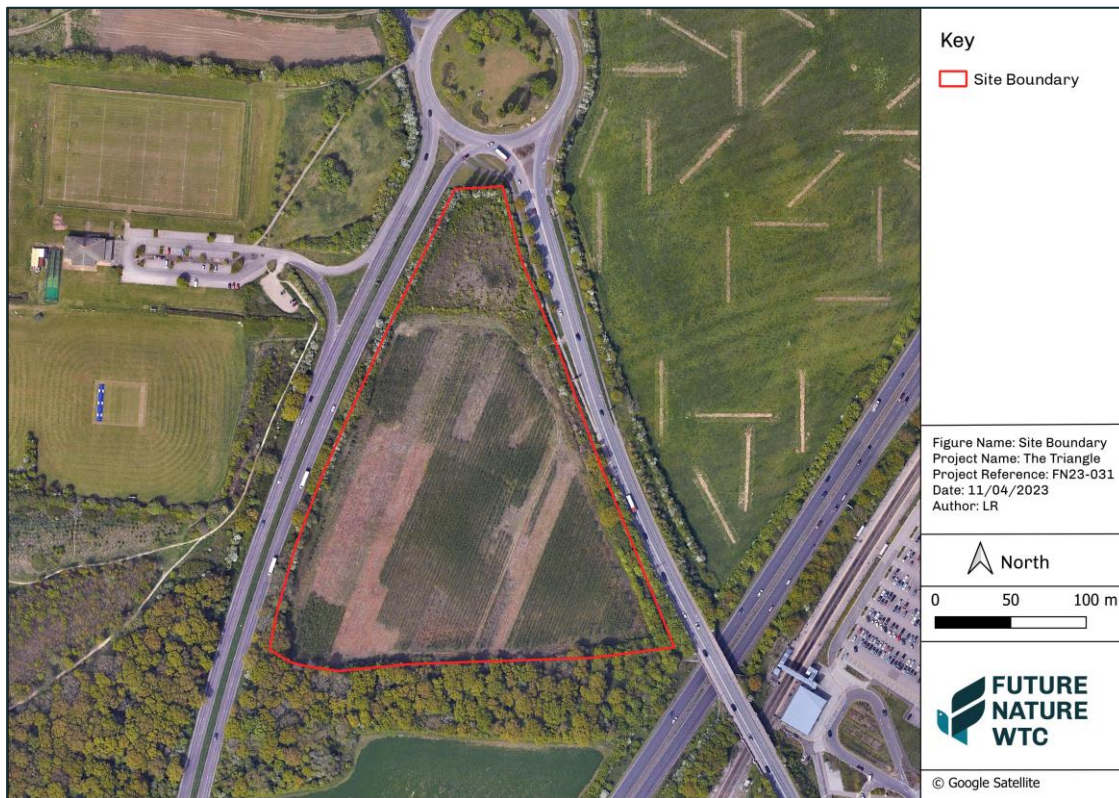 Key
Site Boundary
Figure Name: Site Boundary
Project Name: The Triangle
Project Reference: FN23-031
Date: 11/04/2023
Author: LR
North
0 50 100 m
FUTURE
NATURE
WTC
© Google Satellite